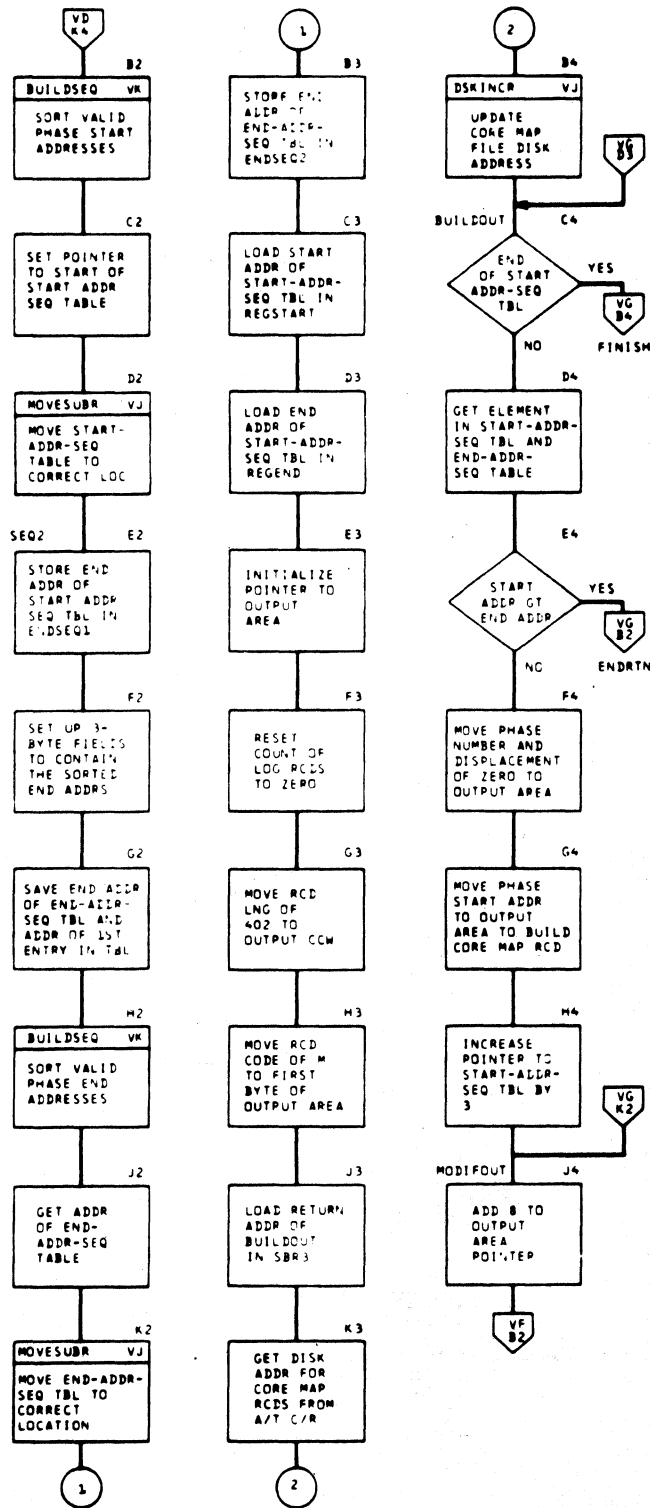 VD
K4
B2
BUILDSEQ VK
SORT VALID
PHASE START
ADDRESSES
C2
SET POINTER
TO START OF
START ADDR
SEQ TABLE
D2
MOVESUBR VJ
MOVE START-
ADDR-SEQ
TABLE TO
CORRECT LOC
SEQ2 E2
STORE END
ADDR OF
START ADDR
SEQ TBL IN
ENDSEQ1
F2
SET UP 3-
BYTE FIELDS
TO CONTAIN
THE SORTED
END ADDRS
G2
SAVE END ADDR
OF END-ADDR-
SEQ TBL AND
ADDR OF 1ST
ENTRY IN TBL
H2
BUILDSEQ VK
SORT VALID
PHASE END
ADDRESSES
J2
GET ADDR
OF END-
ADDR-SEQ
TABLE
K2
MOVESUBR VJ
MOVE END-ADDR-
SEQ TBL TO
CORRECT
LOCATION
1
1
B3
STORE END
ADDR OF
END-ADDR-
SEQ TBL IN
ENDSEQ2
C3
LOAD START
ADDR OF
START-ADDR-
SEQ TBL IN
REGSTART
D3
LOAD END
ADDR OF
START-ADDR-
SEQ TBL IN
REGEND
E3
INITIALIZE
POINTER TO
OUTPUT
AREA
F3
RESET
COUNT OF
LOG RCDS
TO ZERO
G3
MOVE RCD
LNG OF
402 TO
OUTPUT CCW
H3
MOVE RCD
CODE OF M
TO FIRST
BYTE OF
OUTPUT AREA
J3
LOAD RETURN
ADDR OF
BUILDOUT
IN SBR3
K3
GET DISK
ADDR FOR
CORE MAP
RCDS FROM
A/T C/R
2
2
B4
DSKINCR VJ
UPDATE
CORE MAP
FILE DISK
ADDRESS
VG
D3
BUILDOUT C4
END
OF START
ADDR-SEQ
TBL
YES
VG
B4
FINISH
NO
D4
GET ELEMENT
IN START-ADDR-
SEQ TBL AND
END-ADDR-
SEQ TABLE
E4
START
ADDR GT
END ADDR
YES
VG
B2
ENDRTN
NO
F4
MOVE PHASE
NUMBER AND
DISPLACEMENT
OF ZERO TO
OUTPUT AREA
G4
MOVE PHASE
START ADDR
TO OUTPUT
AREA TO BUILD
CORE MAP RCD
H4
INCREASE
POINTER TO
START-ADDR-
SEQ TBL BY
3
VG
K2
MODIFOUT J4
ADD 8 TO
OUTPUT
AREA
POINTER
VF
B2